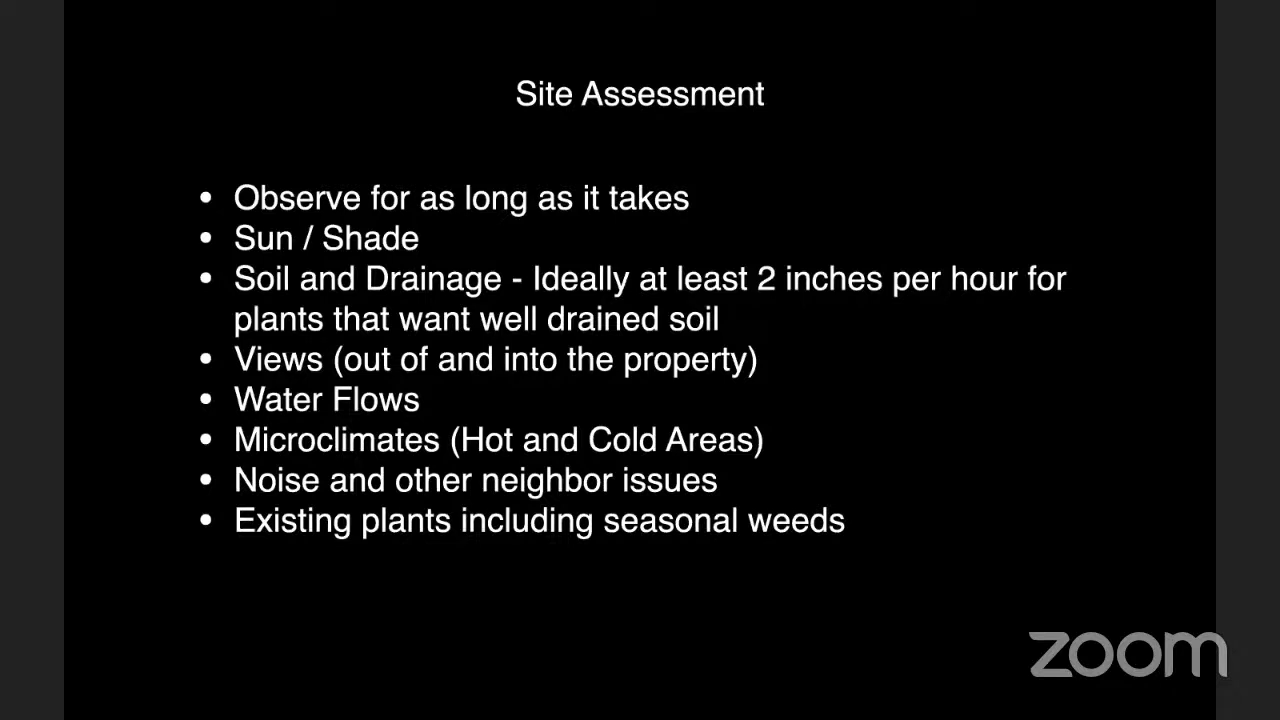 Site Assessment
• Observe for as long as it takes
• Sun / Shade
• Soil and Drainage - Ideally at least 2 inches per hour for
plants that want well drained soil
• Views (out of and into the property)
• Water Flows
• Microclimates (Hot and Cold Areas)
• Noise and other neighbor issues
• Existing plants including seasonal weeds
zoom